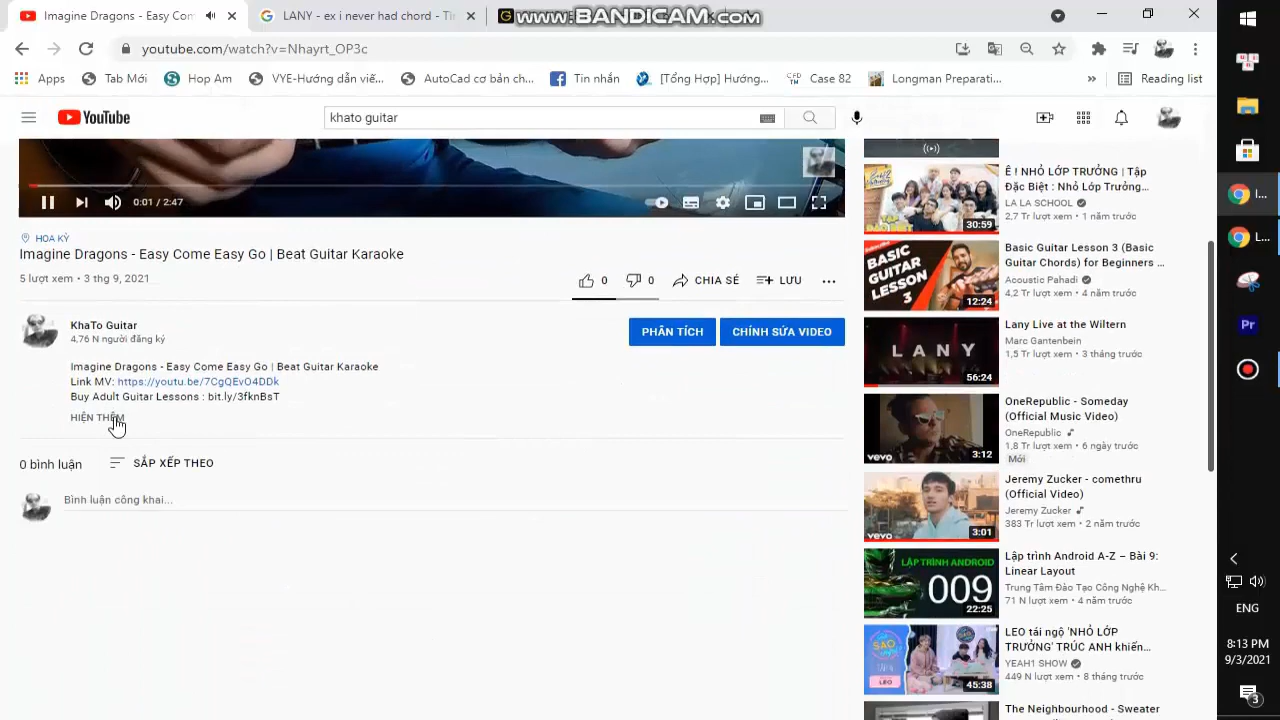 Imagine Dragons - Easy Com
LANY - ex i never had chord - T
www.BANDICAM.com
youtube.com/watch?v=Nhayrt_OP3c
Apps
Tab Mới
Hop Am
VYE-Hướng dẫn viế...
AutoCad cơ bản ch...
Tin nhắn
[Tổng Hợp] Hướng...
Case 82
Longman Preparati...
»
Reading list
YouTube
khato guitar
0:01 / 2:47
HOA KỲ
Imagine Dragons - Easy Come Easy Go | Beat Guitar Karaoke
5 lượt xem • 3 thg 9, 2021
0
0
CHIA SẺ
LƯU
KhaTo Guitar
4,76 N người đăng ký
PHÂN TÍCH
CHỈNH SỬA VIDEO
Imagine Dragons - Easy Come Easy Go | Beat Guitar Karaoke
Link MV: https://youtu.be/7CgQEvO4DDk
Buy Adult Guitar Lessons : bit.ly/3fknBsT
HIỆN THÊM
0 bình luận
SẮP XẾP THEO
Bình luận công khai...
30:59
Ê ! NHỎ LỚP TRƯỞNG | Tập
Đặc Biệt : Nhỏ Lớp Trưởng...
LA LA SCHOOL
2,7 Tr lượt xem • 1 năm trước
BASIC
GUITAR
LESSON
3
12:24
Basic Guitar Lesson 3 (Basic
Guitar Chords) for Beginners ...
Acoustic Pahadi
4,2 Tr lượt xem • 4 năm trước
LANY
56:24
Lany Live at the Wiltern
Marc Gantenbein
1,5 Tr lượt xem • 3 tháng trước
vevo
3:12
OneRepublic - Someday
(Official Music Video)
OneRepublic
1,8 Tr lượt xem • 6 ngày trước
Mới
vevo
3:01
Jeremy Zucker - comethru
(Official Video)
Jeremy Zucker
383 Tr lượt xem • 2 năm trước
LẬP TRÌNH ANDROID
009
22:25
Lập trình Android A-Z – Bài 9:
Linear Layout
Trung Tâm Đào Tạo Công Nghệ Kh...
71 N lượt xem • 4 năm trước
SAO
LEO
45:38
LEO tái ngộ 'NHỎ LỚP
TRƯỞNG' TRÚC ANH khiến...
YEAH1 SHOW
449 N lượt xem • 8 tháng trước
The Neighbourhood - Sweater
I...
L...
Pr
ENG
8:13 PM
9/3/2021
3